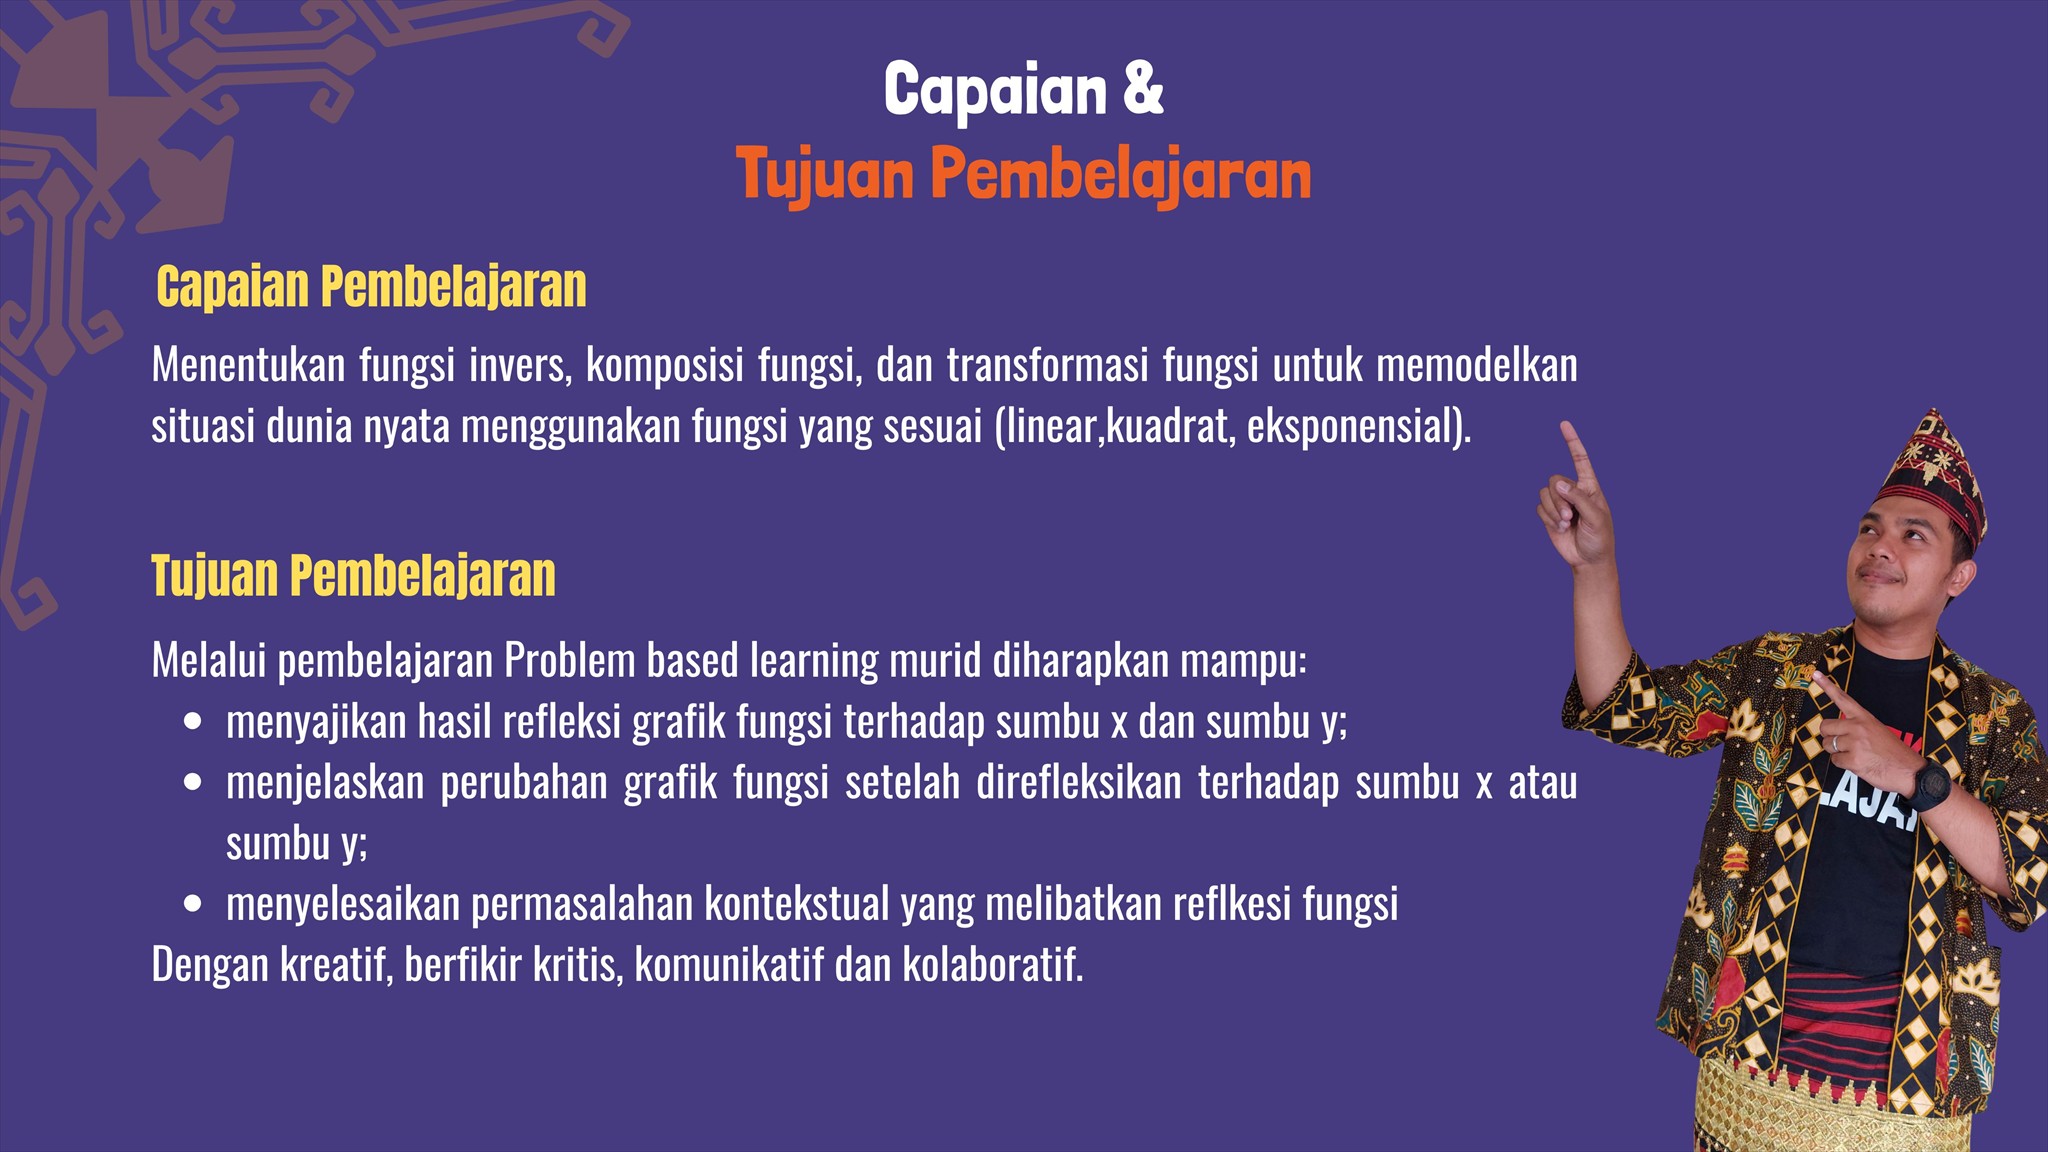 Capaian &
Tujuan Pembelajaran
Capaian Pembelajaran
Menentukan fungsi invers, komposisi fungsi, dan transformasi fungsi untuk memodelkan
situasi dunia nyata menggunakan fungsi yang sesuai (linear,kuadrat, eksponensial).
Tujuan Pembelajaran
Melalui pembelajaran Problem based learning murid diharapkan mampu:
• menyajikan hasil refleksi grafik fungsi terhadap sumbu x dan sumbu y;
• menjelaskan perubahan grafik fungsi setelah direfleksikan terhadap sumbu x atau
sumbu y;
• menyelesaikan permasalahan kontekstual yang melibatkan reflkesi fungsi
Dengan kreatif, berfikir kritis, komunikatif dan kolaboratif.